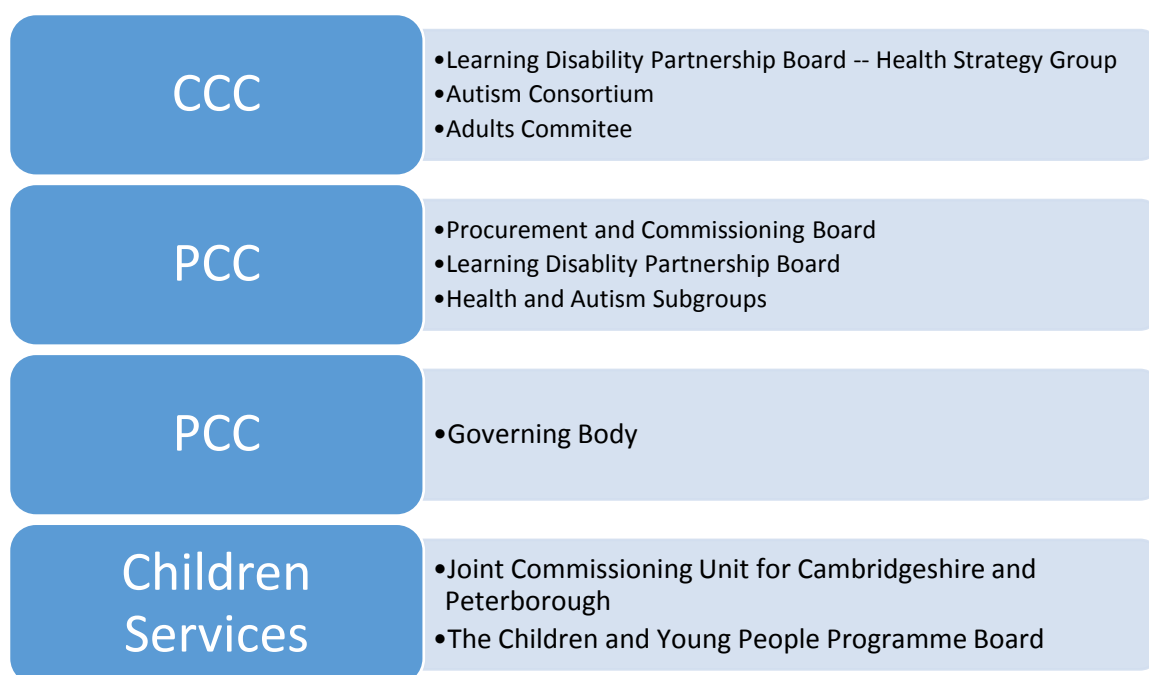 CCC
•Learning Disability Partnership Board -- Health Strategy Group
•Autism Consortium
•Adults Commitee
PCC
•Procurement and Commissioning Board
•Learning Disablity Partnership Board
•Health and Autism Subgroups
PCC
•Governing Body
Children
Services
•Joint Commissioning Unit for Cambridgeshire and
Peterborough
•The Children and Young People Programme Board